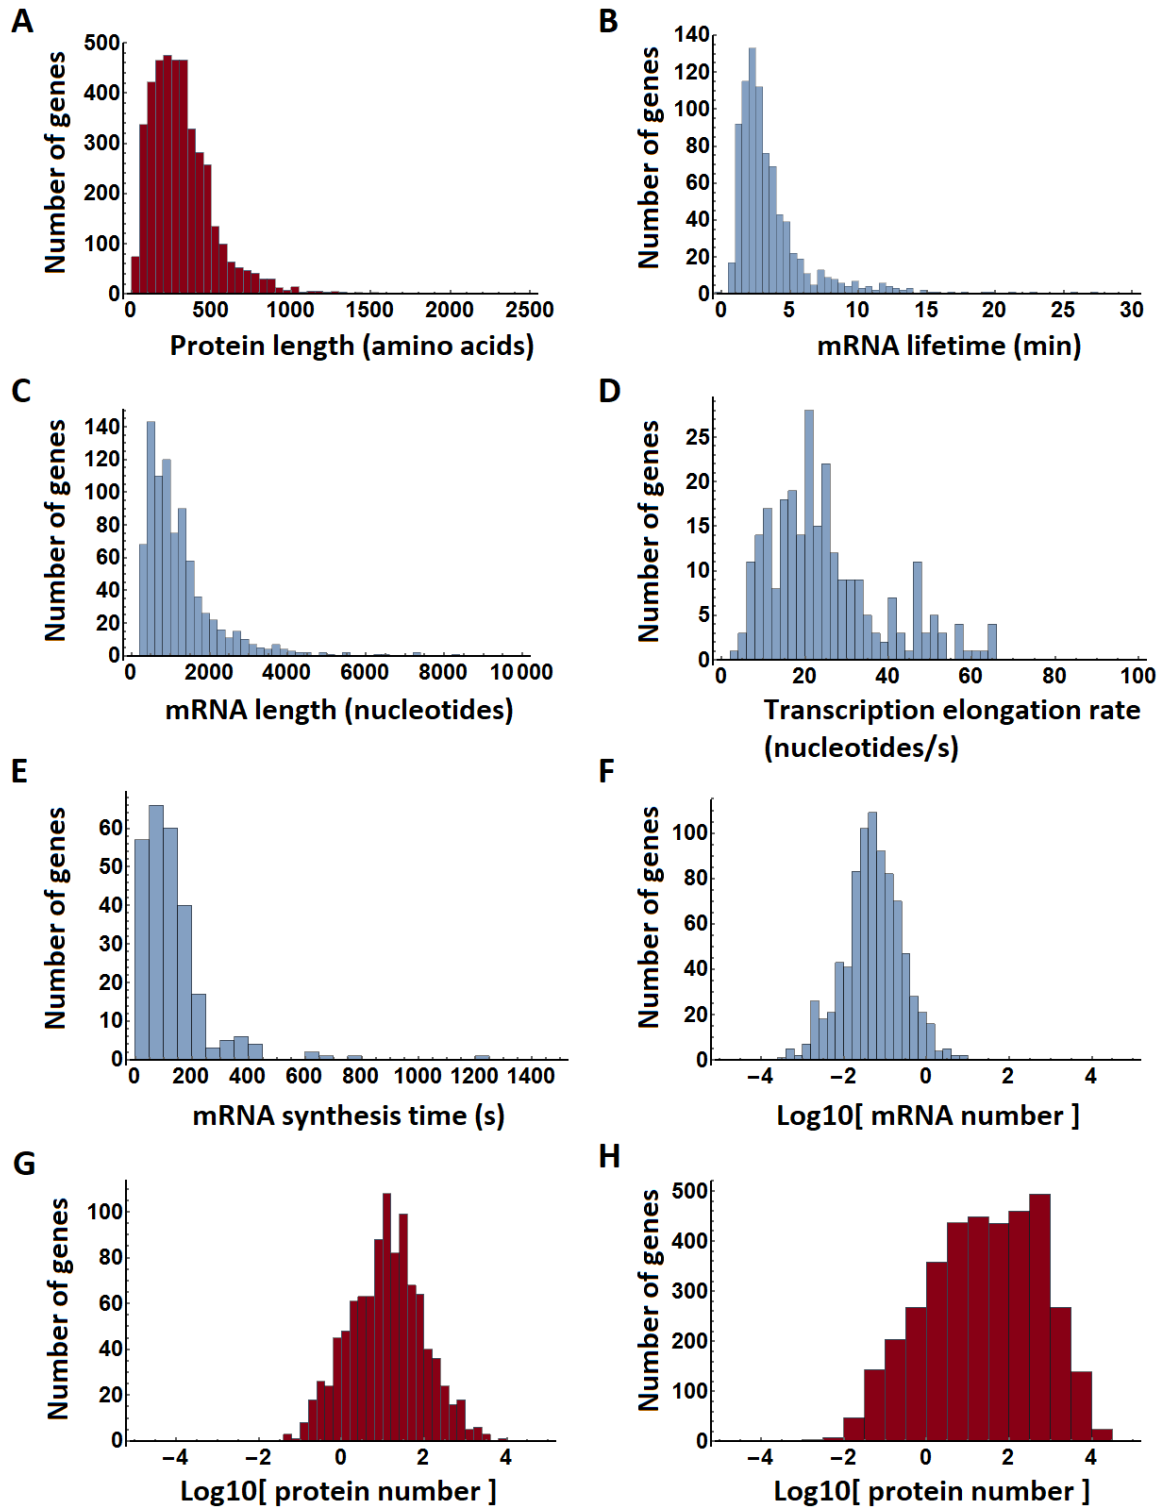 A
Number of genes
500
400
300
200
100
0
0 500 1000 1500 2000 2500
Protein length (amino acids)
B
Number of genes
140
120
100
80
60
40
20
0
0 5 10 15 20 25 30
mRNA lifetime (min)
C
Number of genes
140
120
100
80
60
40
20
0
0 2000 4000 6000 8000 10000
mRNA length (nucleotides)
D
Number of genes
25
20
15
10
5
0
0 20 40 60 80 100
Transcription elongation rate
(nucleotides/s)
E
Number of genes
60
50
40
30
20
10
0
0 200 400 600 800 1000 1200 1400
mRNA synthesis time (s)
F
Number of genes
100
80
60
40
20
0
−4 −2 0 2 4
Log10[ mRNA number ]
G
Number of genes
100
80
60
40
20
0
−4 −2 0 2 4
Log10[ protein number ]
H
Number of genes
500
400
300
200
100
0
−4 −2 0 2 4
Log10[ protein number ]